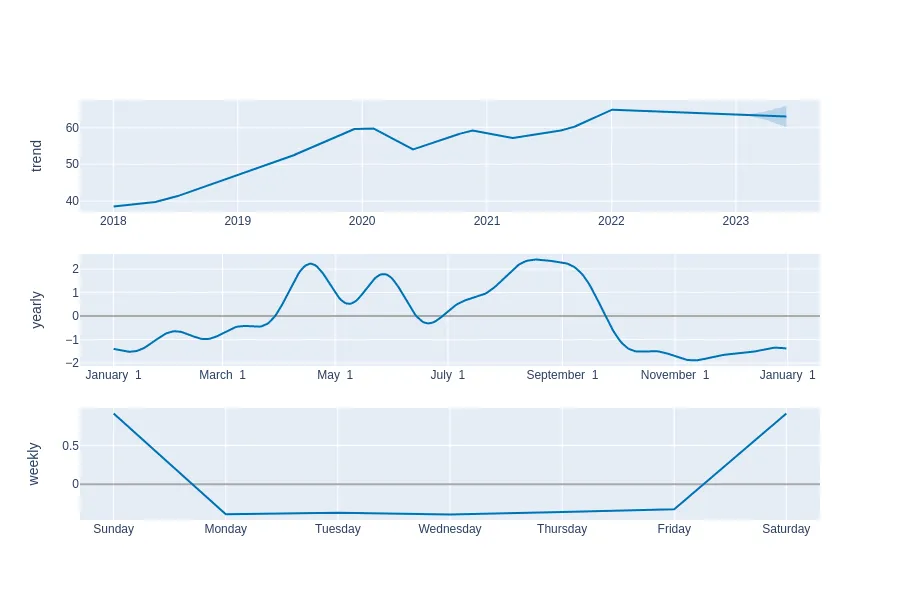 trend
60
50
40
2018 2019 2020 2021 2022 2023
yearly
2
1
0
−1
−2
January 1 March 1 May 1 July 1 September 1 November 1 January 1
weekly
0.5
0
Sunday Monday Tuesday Wednesday Thursday Friday Saturday